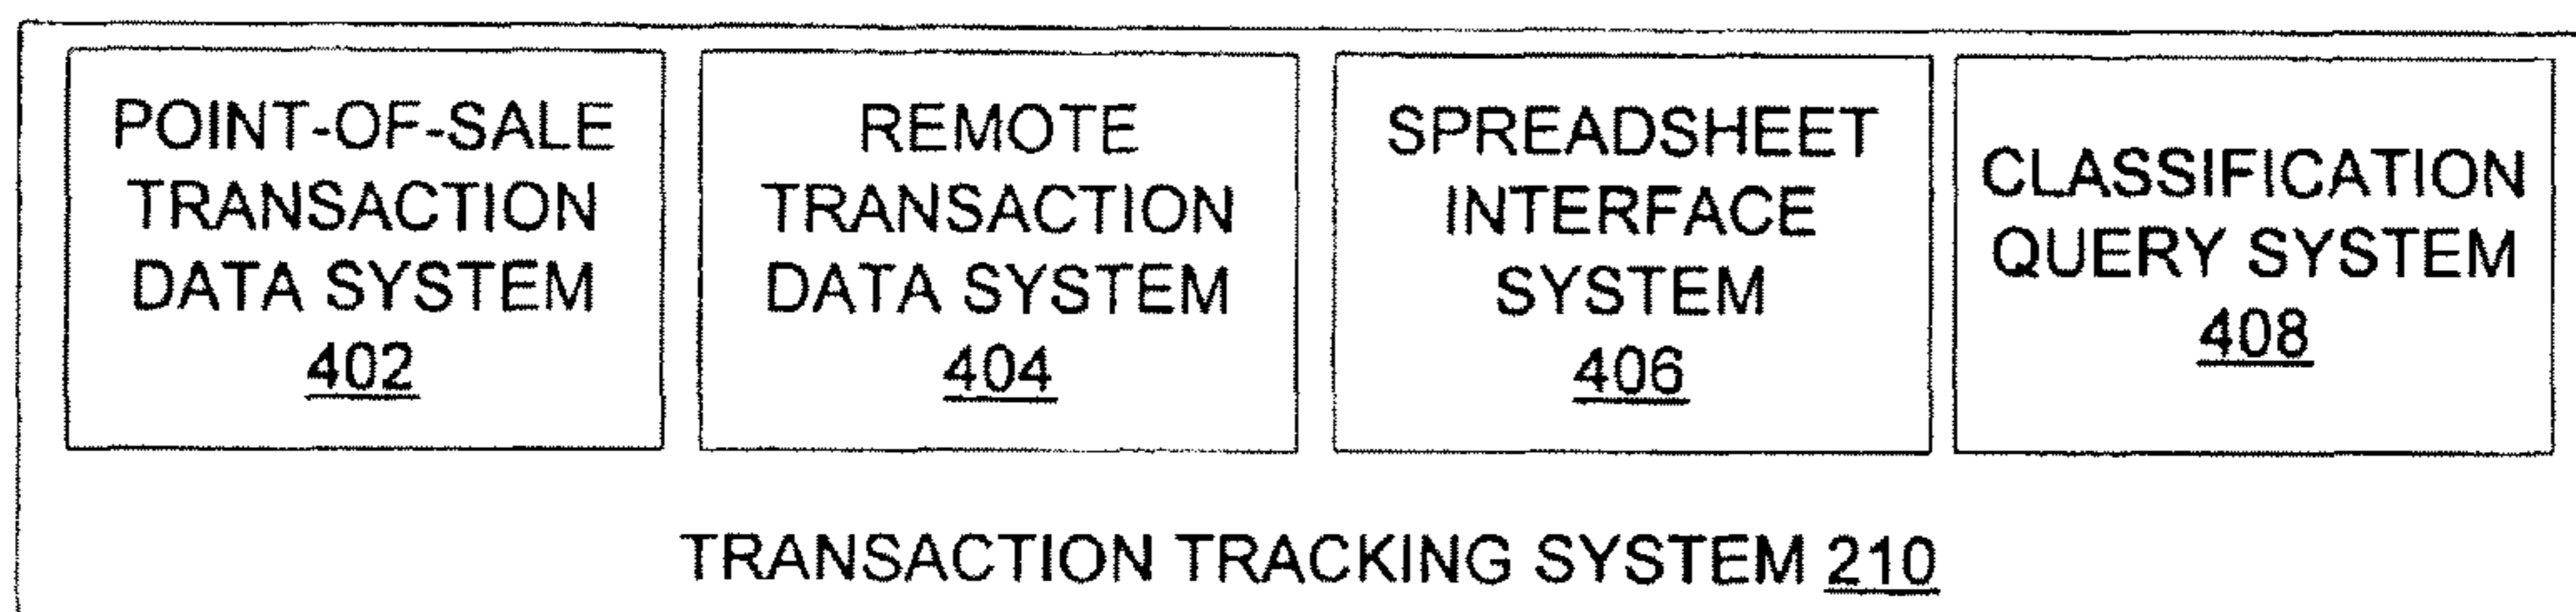 POINT-OF-SALE
TRANSACTION
DATA SYSTEM
402
REMOTE
TRANSACTION
DATA SYSTEM
404
SPREADSHEET
INTERFACE
SYSTEM
406
CLASSIFICATION
QUERY SYSTEM
408
TRANSACTION TRACKING SYSTEM 210